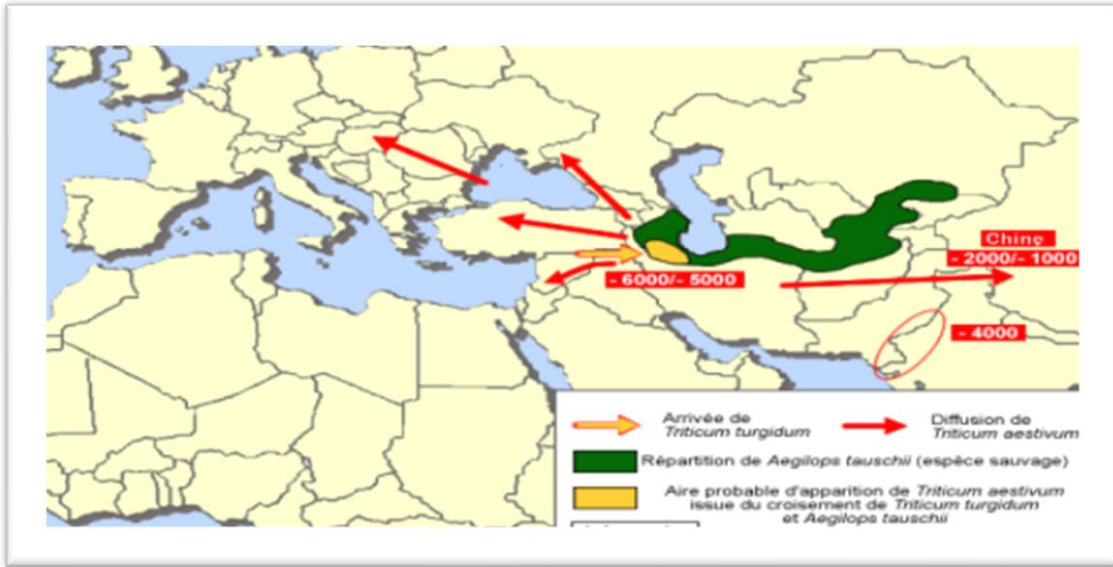 Chine
- 2000/- 1000
- 6000/- 5000
- 4000
Arrivée de
Triticum turgidum
Diffusion de
Triticum aestivum
Répartition de Aegilops tauschii (espèce sauvage)
Aire probable d'apparition de Triticum aestivum
issue du croisement de Triticum turgidum
et Aegilops tauschii